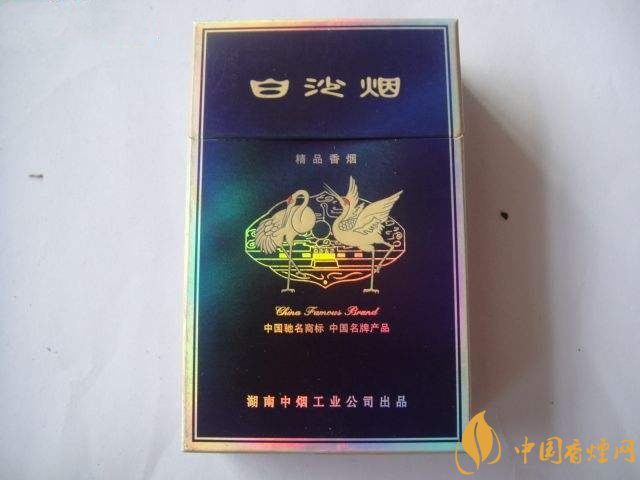 白沙烟
精品香烟
China Famous Brand
中国驰名商标 中国名牌产品
湖南中烟工业公司出品
中国香烟网